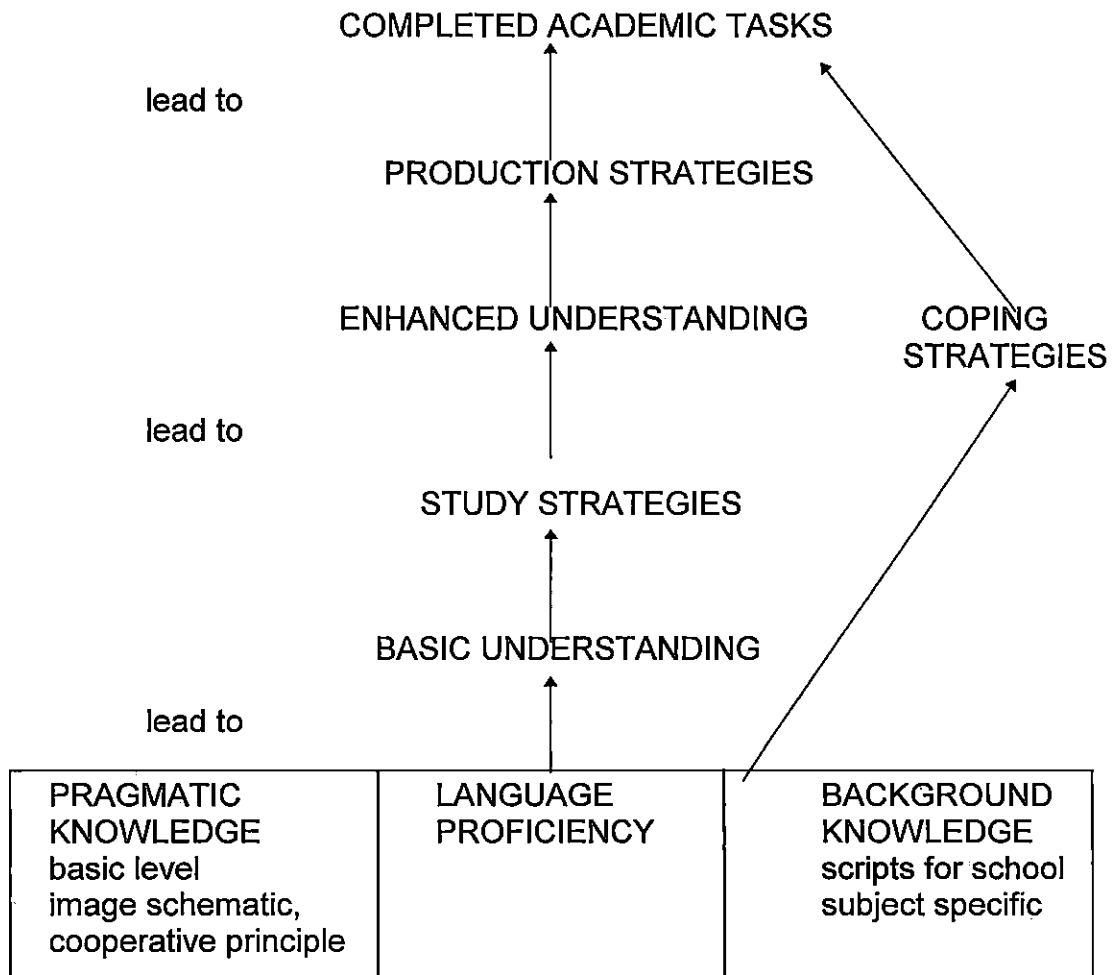 COMPLETED ACADEMIC TASKS
lead to
PRODUCTION STRATEGIES
ENHANCED UNDERSTANDING
COPING
STRATEGIES
lead to
STUDY STRATEGIES
BASIC UNDERSTANDING
lead to
PRAGMATIC
KNOWLEDGE
basic level
image schematic,
cooperative principle
LANGUAGE
PROFICIENCY
BACKGROUND
KNOWLEDGE
scripts for school
subject specific